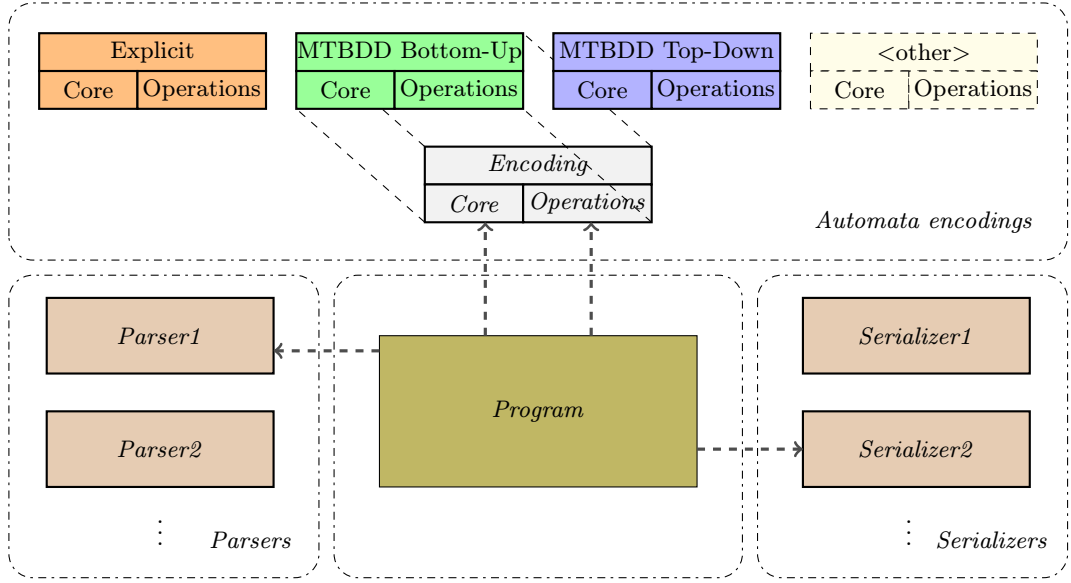 Explicit
Core Operations
MTBDD Bottom-Up
Core Operations
MTBDD Top-Down
Core Operations
<other>
Core Operations
Encoding
Core Operations
Automata encodings
Parser1
Parser2
⋮
Parsers
Program
Serializer1
Serializer2
⋮
Serializers